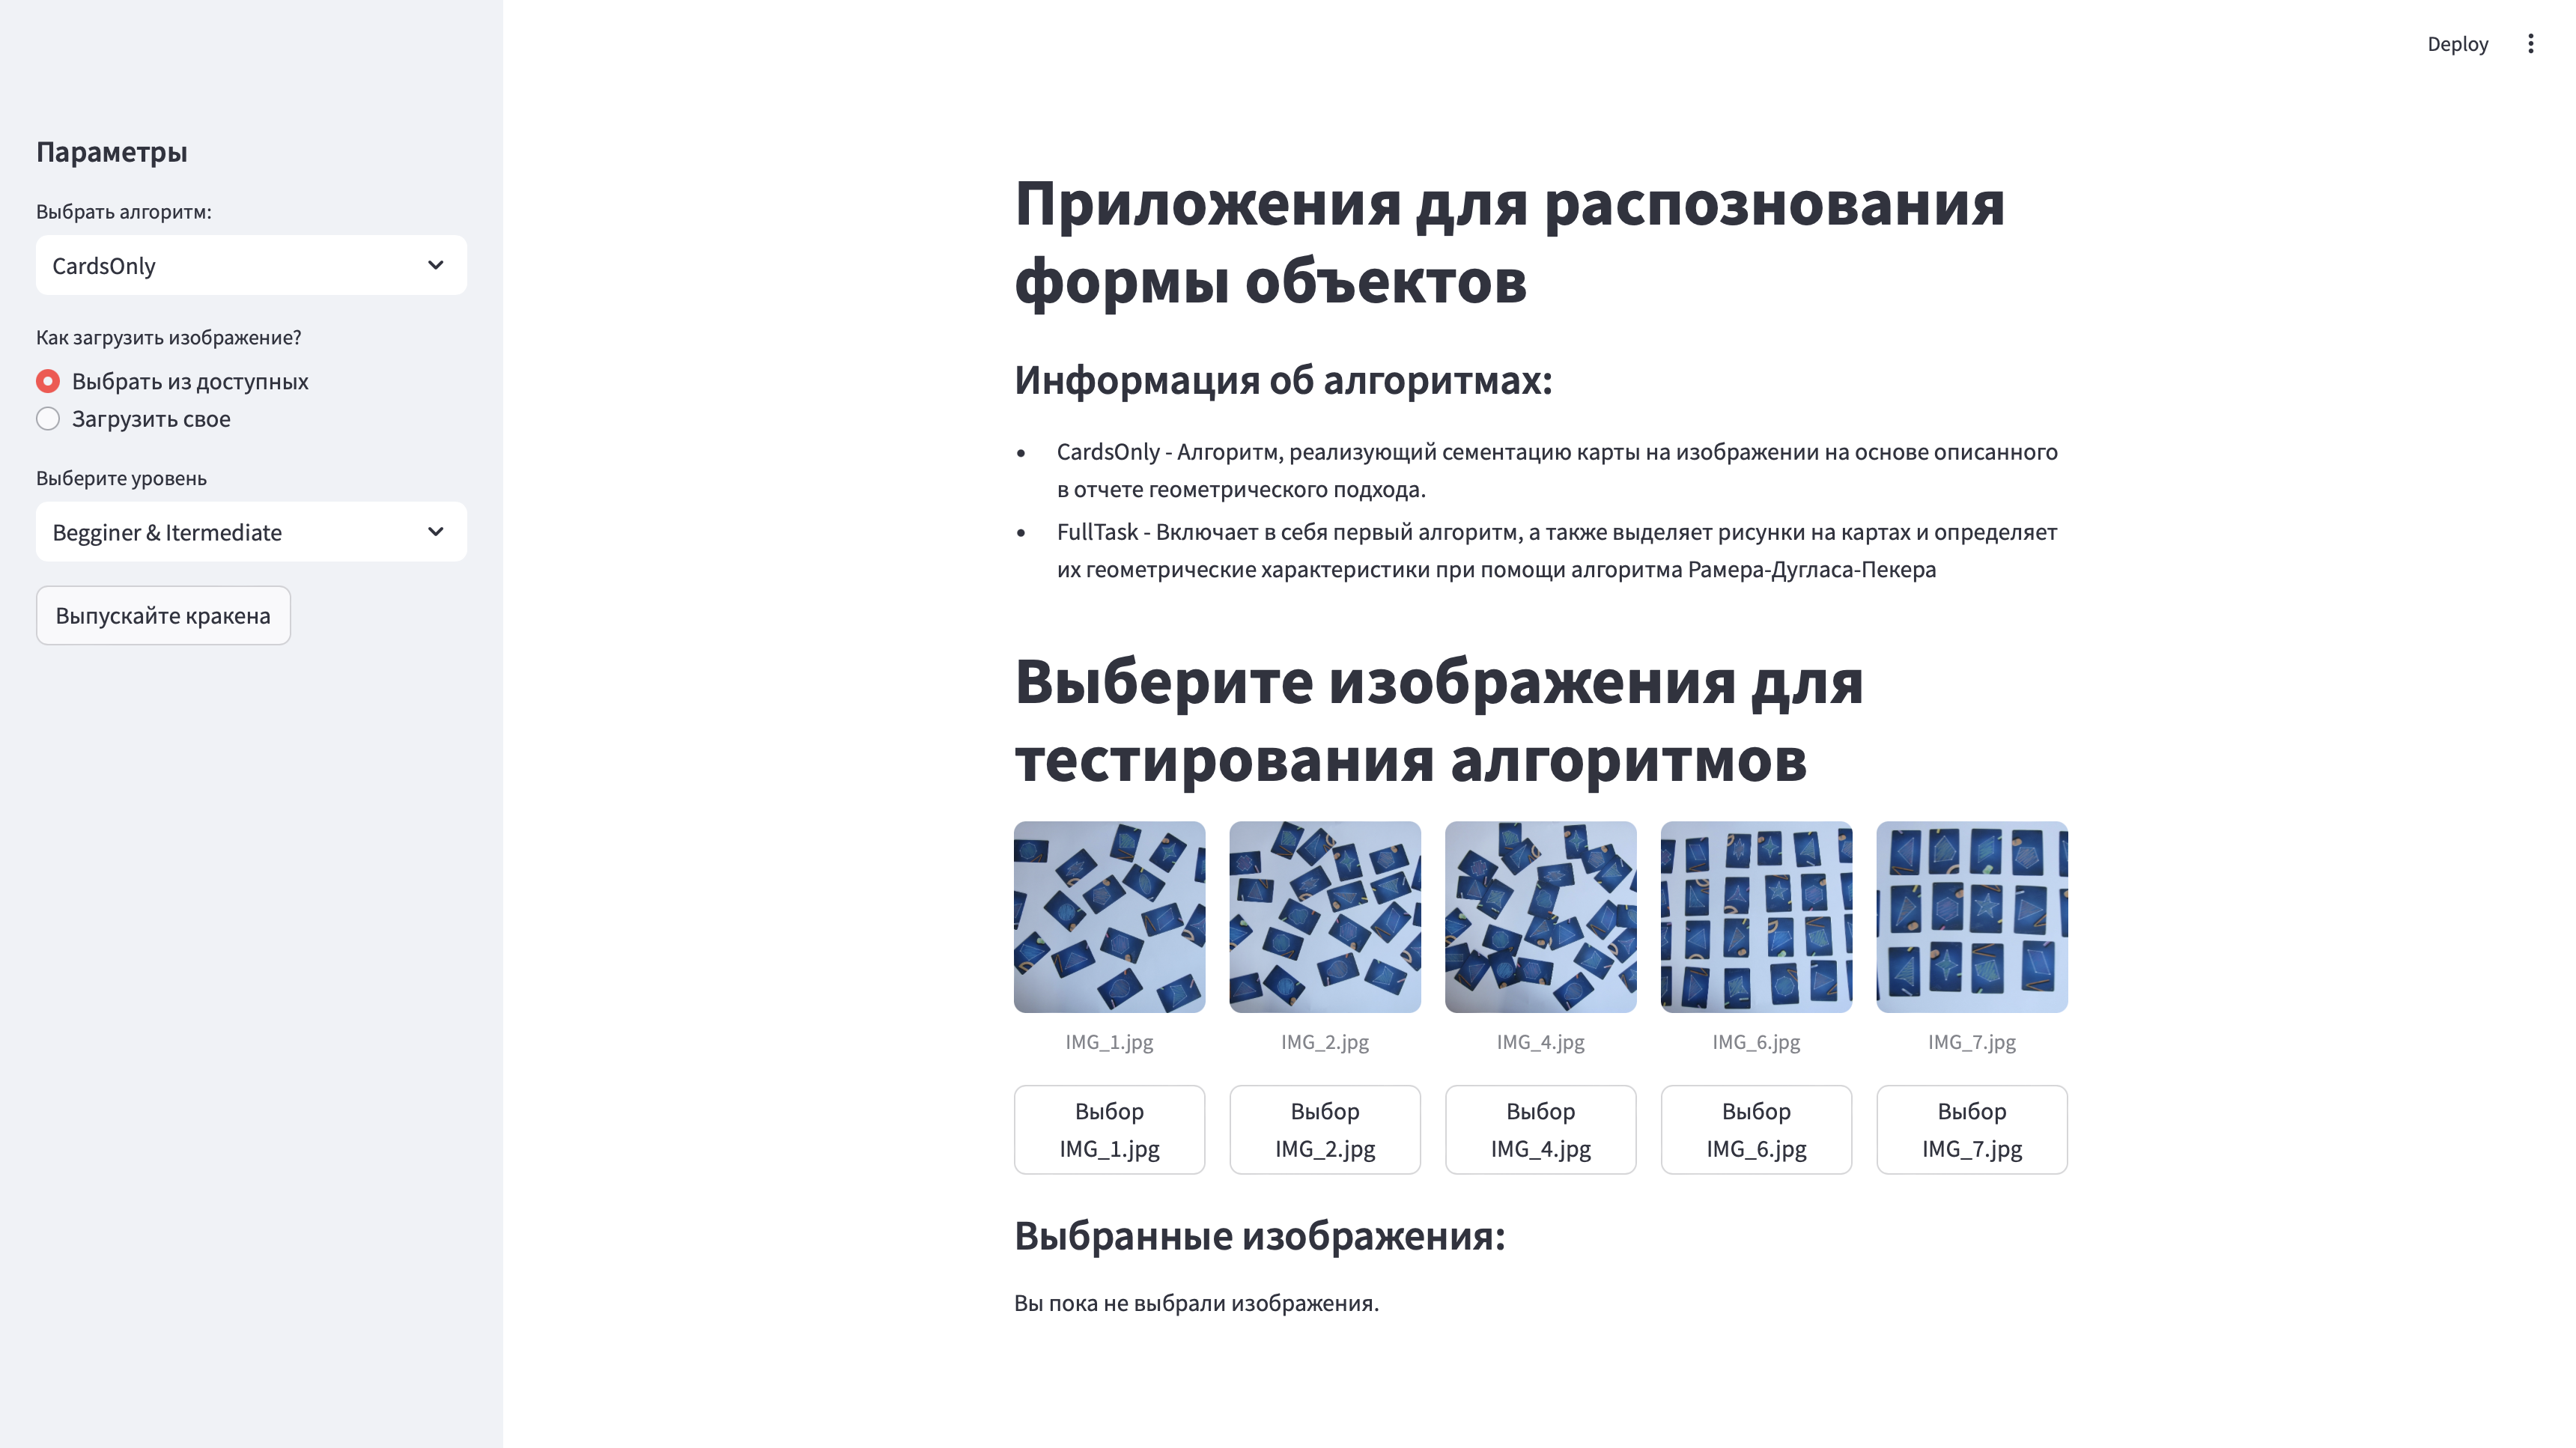 Deploy
Параметры
Выбрать алгоритм:
CardsOnly
Как загрузить изображение?
Выбрать из доступных
Загрузить свое
Выберите уровень
Begginer & Itermediate
Выпускайте кракена
Приложения для распознования
формы объектов
Информация об алгоритмах:
• CardsOnly - Алгоритм, реализующий сементацию карты на изображении на основе описанного
в отчете геометрического подхода.
• FullTask - Включает в себя первый алгоритм, а также выделяет рисунки на картах и определяет
их геометрические характеристики при помощи алгоритма Рамера-Дугласа-Пекера
Выберите изображения для
тестирования алгоритмов
IMG_1.jpg
IMG_2.jpg
IMG_4.jpg
IMG_6.jpg
IMG_7.jpg
Выбор
IMG_1.jpg
Выбор
IMG_2.jpg
Выбор
IMG_4.jpg
Выбор
IMG_6.jpg
Выбор
IMG_7.jpg
Выбранные изображения:
Вы пока не выбрали изображения.